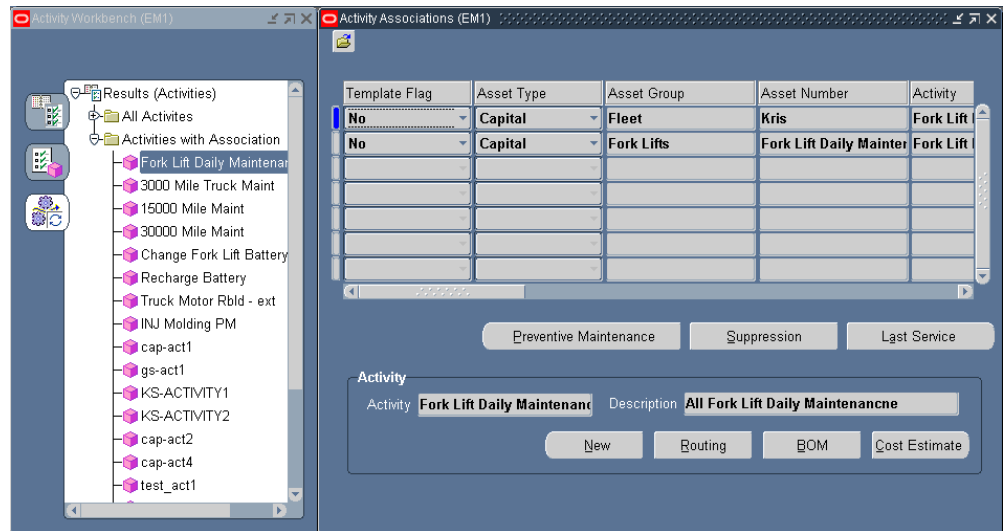 Activity Workbench (EM1)
Results (Activities)
All Activites
Activities with Association
Fork Lift Daily Maintenar
3000 Mile Truck Maint
15000 Mile Maint
30000 Mile Maint
Change Fork Lift Battery
Recharge Battery
Truck Motor Rbld - ext
INJ Molding PM
cap-act1
gs-act1
KS-ACTIVITY1
KS-ACTIVITY2
cap-act2
cap-act4
test_act1
Activity Associations (EM1)
Template Flag Asset Type Asset Group Asset Number Activity
No Capital Fleet Kris Fork Lift
No Capital Fork Lifts Fork Lift Daily Mainter Fork Lift
Preventive Maintenance Suppression Last Service
Activity
Activity Fork Lift Daily Maintenanc Description All Fork Lift Daily Maintenancne
New Routing BOM Cost Estimate